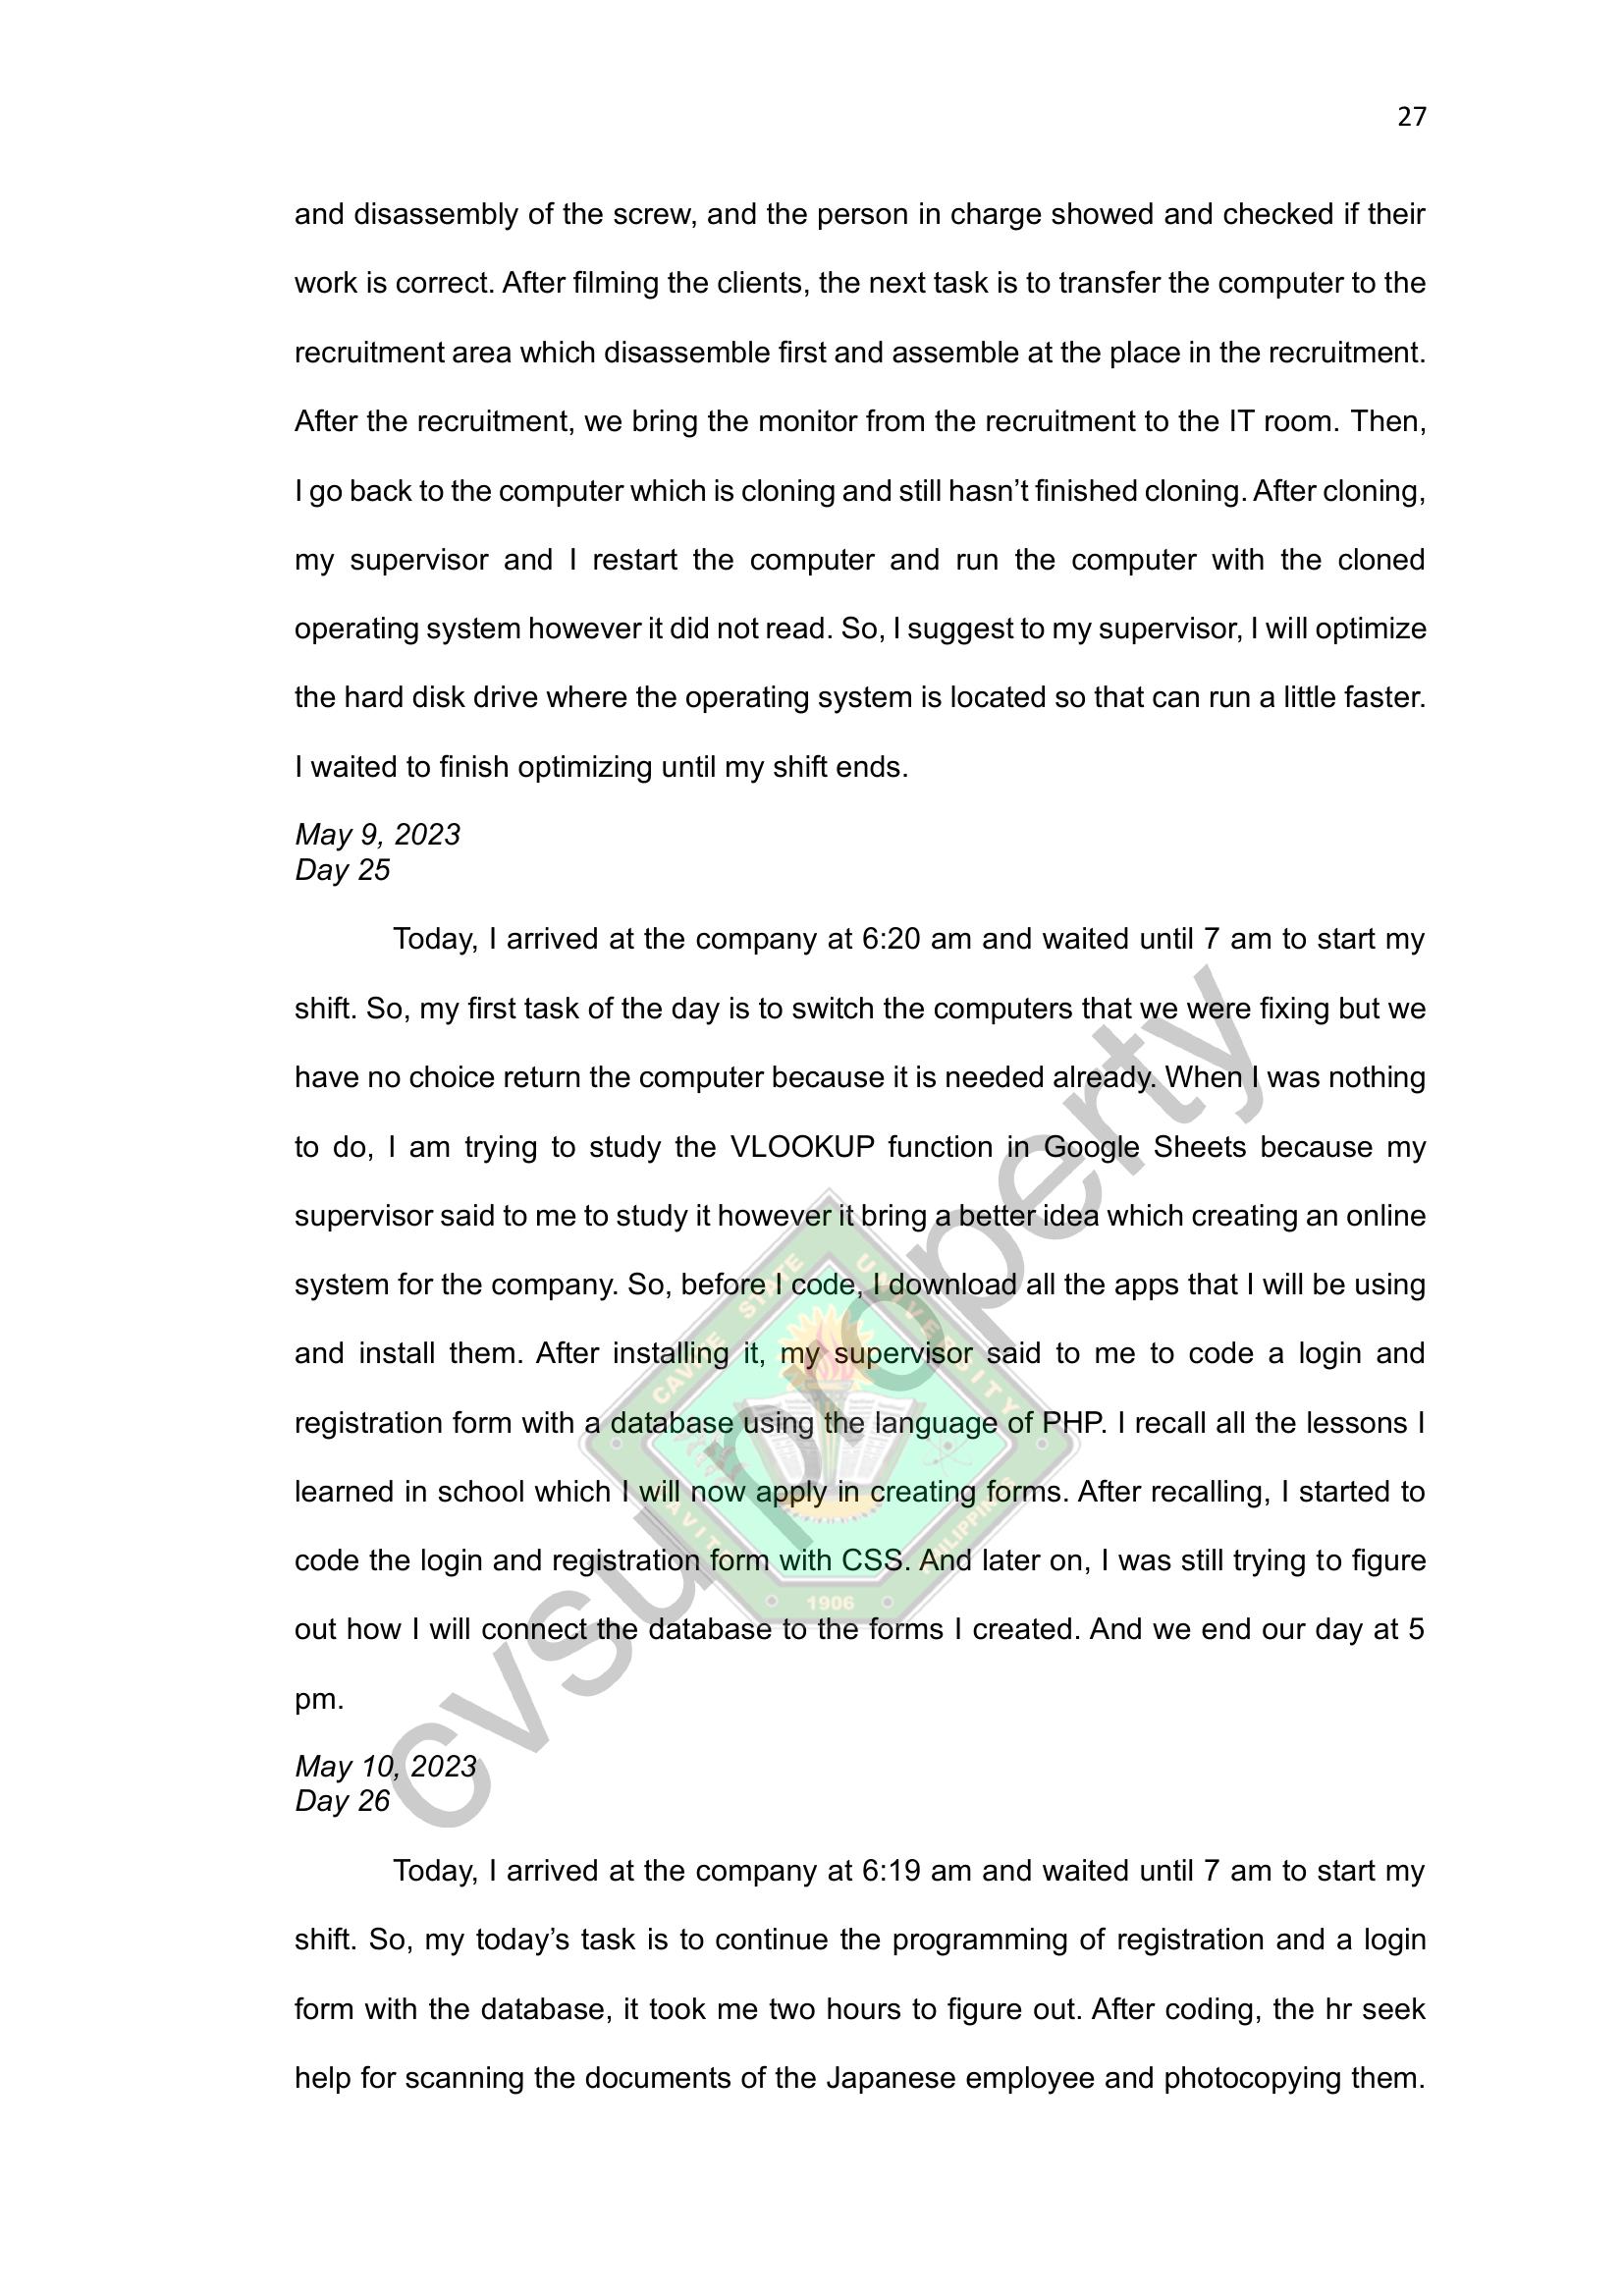 27
and disassembly of the screw, and the person in charge showed and checked if their
work is correct. After filming the clients, the next task is to transfer the computer to the
recruitment area which disassemble first and assemble at the place in the recruitment.
After the recruitment, we bring the monitor from the recruitment to the IT room. Then,
I go back to the computer which is cloning and still hasn’t finished cloning. After cloning,
my supervisor and I restart the computer and run the computer with the cloned
operating system however it did not read. So, I suggest to my supervisor, I will optimize
the hard disk drive where the operating system is located so that can run a little faster.
I waited to finish optimizing until my shift ends.
May 9, 2023
Day 25
Today, I arrived at the company at 6:20 am and waited until 7 am to start my
shift. So, my first task of the day is to switch the computers that we were fixing but we
have no choice return the computer because it is needed already. When I was nothing
to do, I am trying to study the VLOOKUP function in Google Sheets because my
supervisor said to me to study it however it bring a better idea which creating an online
system for the company. So, before I code, I download all the apps that I will be using
and install them. After installing it, my supervisor said to me to code a login and
registration form with a database using the language of PHP. I recall all the lessons I
learned in school which I will now apply in creating forms. After recalling, I started to
code the login and registration form with CSS. And later on, I was still trying to figure
out how I will connect the database to the forms I created. And we end our day at 5
pm.
May 10, 2023
Day 26
Today, I arrived at the company at 6:19 am and waited until 7 am to start my
shift. So, my today’s task is to continue the programming of registration and a login
form with the database, it took me two hours to figure out. After coding, the hr seek
help for scanning the documents of the Japanese employee and photocopying them.
cvsu property
CAVITE STATE UNIVERSITY
CAVITE
PHILIPPINES
1906